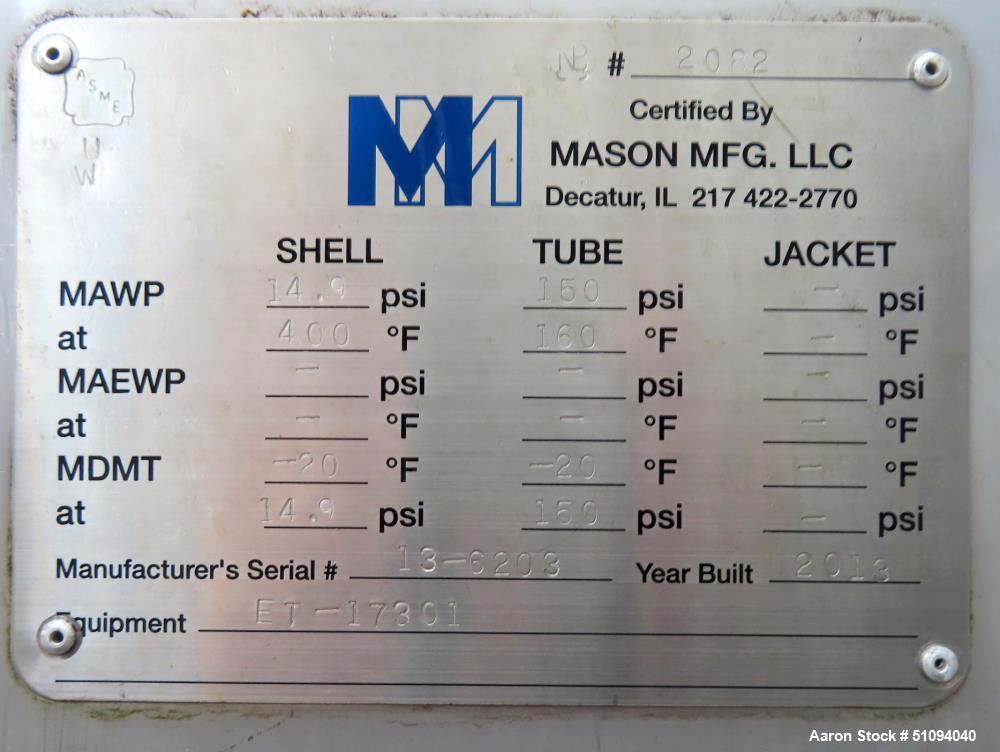 ASME
U
W
NB # 2082
MM
Certified By
MASON MFG. LLC
Decatur, IL 217 422-2770
SHELL TUBE JACKET
MAWP 14.9 psi 150 psi - psi
at 400 °F 160 °F - °F
MAEWP - psi - psi - psi
at - °F - °F - °F
MDMT -20 °F -20 °F - °F
at 14.9 psi 150 psi - psi
Manufacturer's Serial # 13-6203 Year Built 2013
Equipment ET-17301
Aaron Stock # 51094040